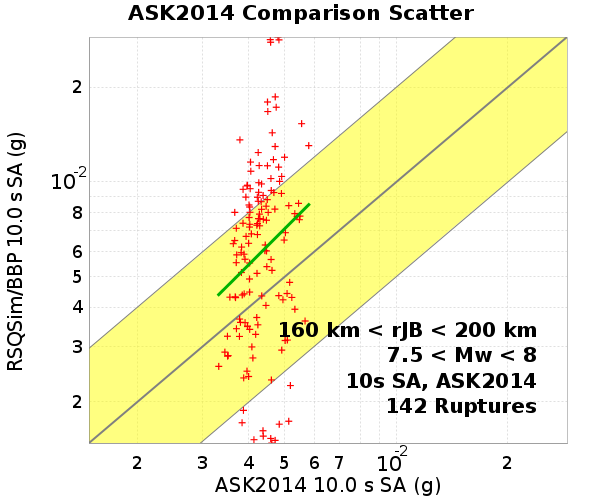 ASK2014 Comparison Scatter
RSQSim/BBP 10.0 s SA (g)
2
10-2
8
6
5
4
3
2
160 km < rJB < 200 km
7.5 < Mw < 8
10s SA, ASK2014
142 Ruptures
2 3 4 5 6 7 10-2 2
ASK2014 10.0 s SA (g)